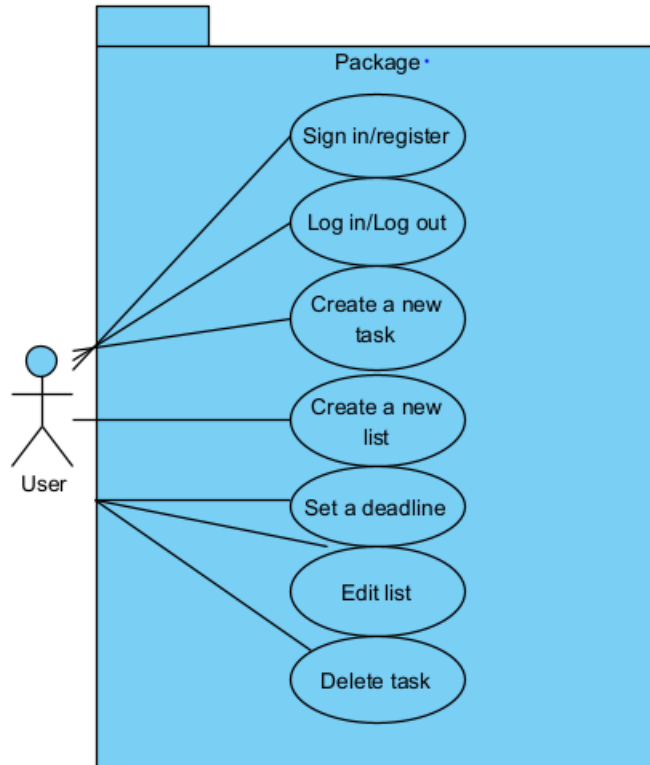 Package
Sign in/register
Log in/Log out
Create a new
task
Create a new
list
User
Set a deadline
Edit list
Delete task